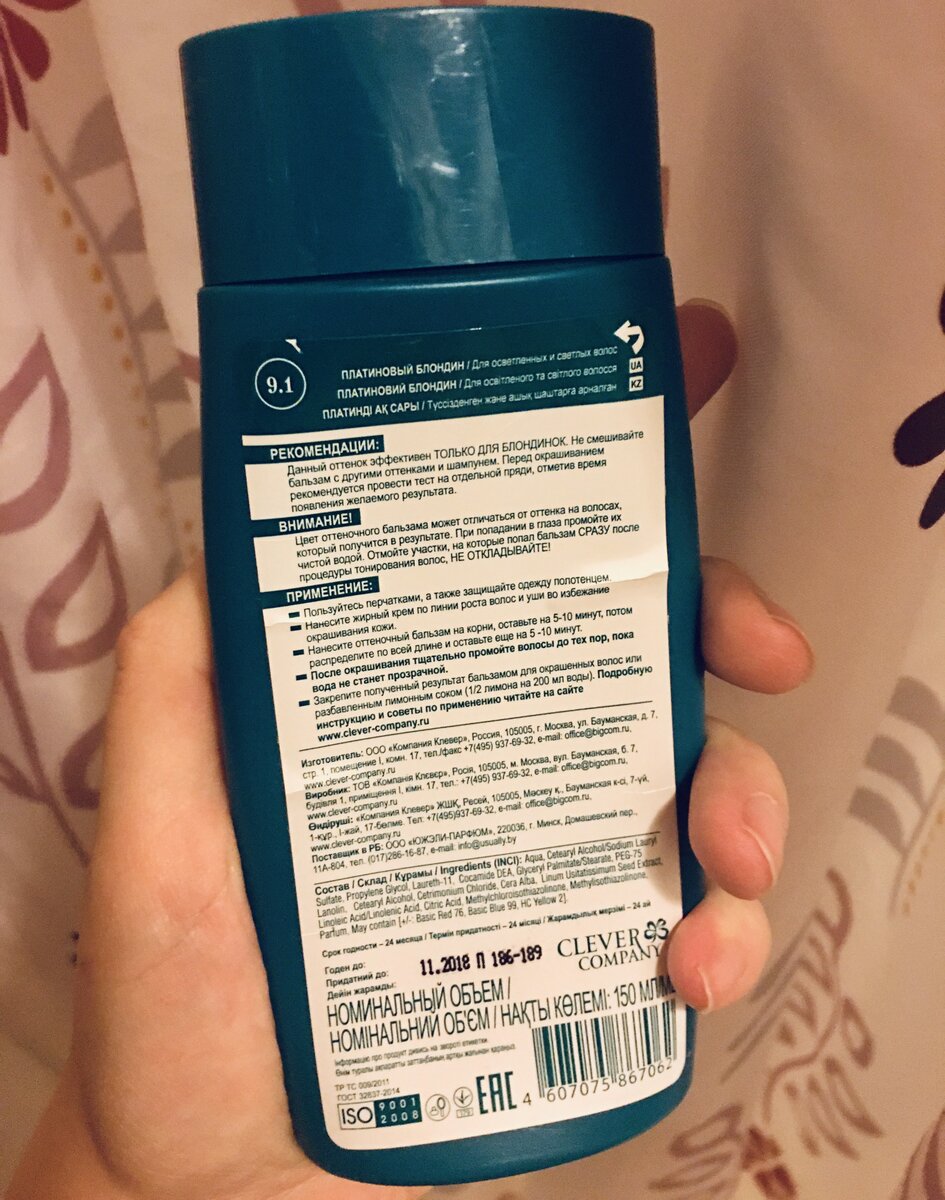 9.1
ПЛАТИНОВЫЙ БЛОНДИН / Для осветленных и светлых волос
ПЛАТИНОВИЙ БЛОНДИН / Для освітленого та світлого волосся
UA
ПЛАТИНДІ АҚ САРЫ / Түссізденген және ашық шаштарға арналған
KZ
РЕКОМЕНДАЦИИ:
Данный оттенок эффективен ТОЛЬКО ДЛЯ БЛОНДИНОК. Не смешивайте
бальзам с другими оттенками и шампунем. Перед окрашиванием
рекомендуется провести тест на отдельной пряди, отметив время
появления желаемого результата.
ВНИМАНИЕ!
Цвет оттеночного бальзама может отличаться от оттенка на волосах,
который получится в результате. При попадании в глаза промойте их
чистой водой. Отмойте участки, на которые попал бальзам СРАЗУ после
процедуры тонирования волос, НЕ ОТКЛАДЫВАЙТЕ!
ПРИМЕНЕНИЕ:
Пользуйтесь перчатками, а также защищайте одежду полотенцем.
Нанесите жирный крем по линии роста волос и уши во избежание
окрашивания кожи.
Нанесите оттеночный бальзам на корни, оставьте на 5-10 минут, потом
распределите по всей длине и оставьте еще на 5 -10 минут.
После окрашивания тщательно промойте волосы до тех пор, пока
вода не станет прозрачной.
Закрепите полученный результат бальзамом для окрашенных волос или
разбавленным лимонным соком (1/2 лимона на 200 мл воды). Подробную
инструкцию и советы по применению читайте на сайте
www.clever-company.ru
Изготовитель: ООО «Компания Клевер», Россия, 105005, г. Москва, ул. Бауманская, д. 7,
стр. 1, помещение I, комн. 17, тел./факс +7(495) 937-69-32, e-mail: office@bigcom.ru,
www.clever-company.ru
Виробник: ТОВ «Компанія Клєвєр», Росія, 105005, м. Москва, вул. Бауманская, б. 7,
будівля 1, приміщення I, кімн. 17, тел.: +7(495) 937-69-32, e-mail: office@bigcom.ru,
www.clever-company.ru
Өндіруші: «Компания Клевер» ЖШҚ, Ресей, 105005, Мәскеу қ., Бауманская к-сі, 7-үй,
1-құр., I-жай, 17-бөлме. Тел: +7(495)937-69-32, e-mail: office@bigcom.ru,
www.clever-company.ru
Поставщик в РБ: ООО «ЮЖЭЛИ-ПАРФЮМ», 220036, г. Минск, Домашевский пер.,
11А-804, тел. (017)286-16-87, e-mail: info@usually.by
Состав / Склад / Құрамы / Ingredients (INCI): Aqua, Cetearyl Alcohol/Sodium Lauryl
Sulfate, Propylene Glycol, Laureth-11, Cocamide DEA, Glyceryl Palmitate/Stearate, PEG-75
Lanolin, Cetearyl Alcohol, Cetrimonium Chloride, Cera Alba, Linum Usitatissimum Seed Extract,
Linoleic Acid/Linolenic Acid, Citric Acid, Methylchloroisothiazolinone, Methylisothiazolinone,
Parfum. May contain [+/- Basic Red 76, Basic Blue 99, HC Yellow 2].
Срок годности – 24 месяца / Термін придатності – 24 місяці / Жарамдылық мерзімі – 24 ай
Годен до:
Придатний до:
Дейін жарамды:
11.2018 П 186-189
CLEVER
COMPANY
НОМИНАЛЬНЫЙ ОБЪЕМ /
НОМІНАЛЬНИЙ ОБ'ЄМ / НАҚТЫ КӨЛЕМІ: 150 МЛ/ML
Інформацію про продукт дивись на звороті етикетки.
Өнім туралы ақпаратты заттаңбаның артқы жағынан қараңыз.
ТР ТС 009/2011
ГОСТ 32837-2014
ISO 9001
2008
EAC
4 607075 867062